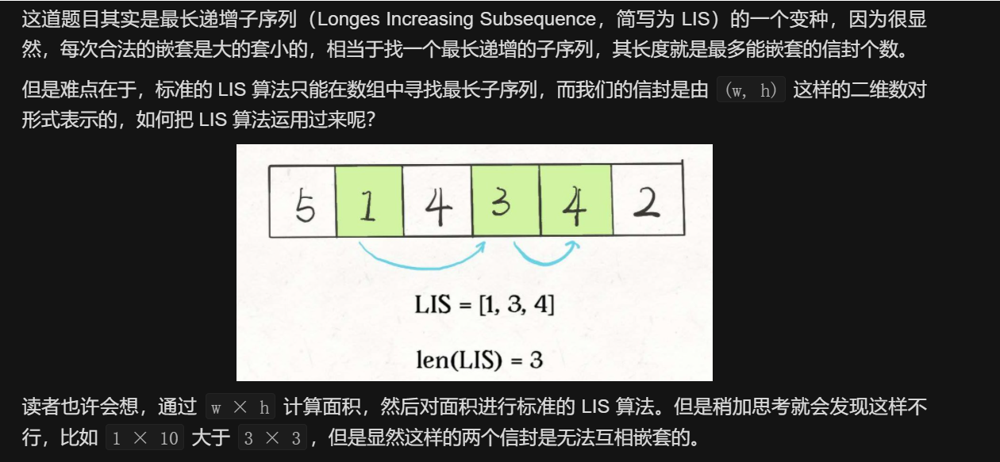 这道题目其实是最长递增子序列（Longes Increasing Subsequence，简写为 LIS）的一个变种，因为很显
然，每次合法的嵌套是大的套小的，相当于找一个最长递增的子序列，其长度就是最多能嵌套的信封个数。
但是难点在于，标准的 LIS 算法只能在数组中寻找最长子序列，而我们的信封是由 (w, h) 这样的二维数对
形式表示的，如何把 LIS 算法运用过来呢？
5 1 4 3 4 2
LIS = [1, 3, 4]
len(LIS) = 3
读者也许会想，通过 w × h 计算面积，然后对面积进行标准的 LIS 算法。但是稍加思考就会发现这样不
行，比如 1 × 10 大于 3 × 3，但是显然这样的两个信封是无法互相嵌套的。